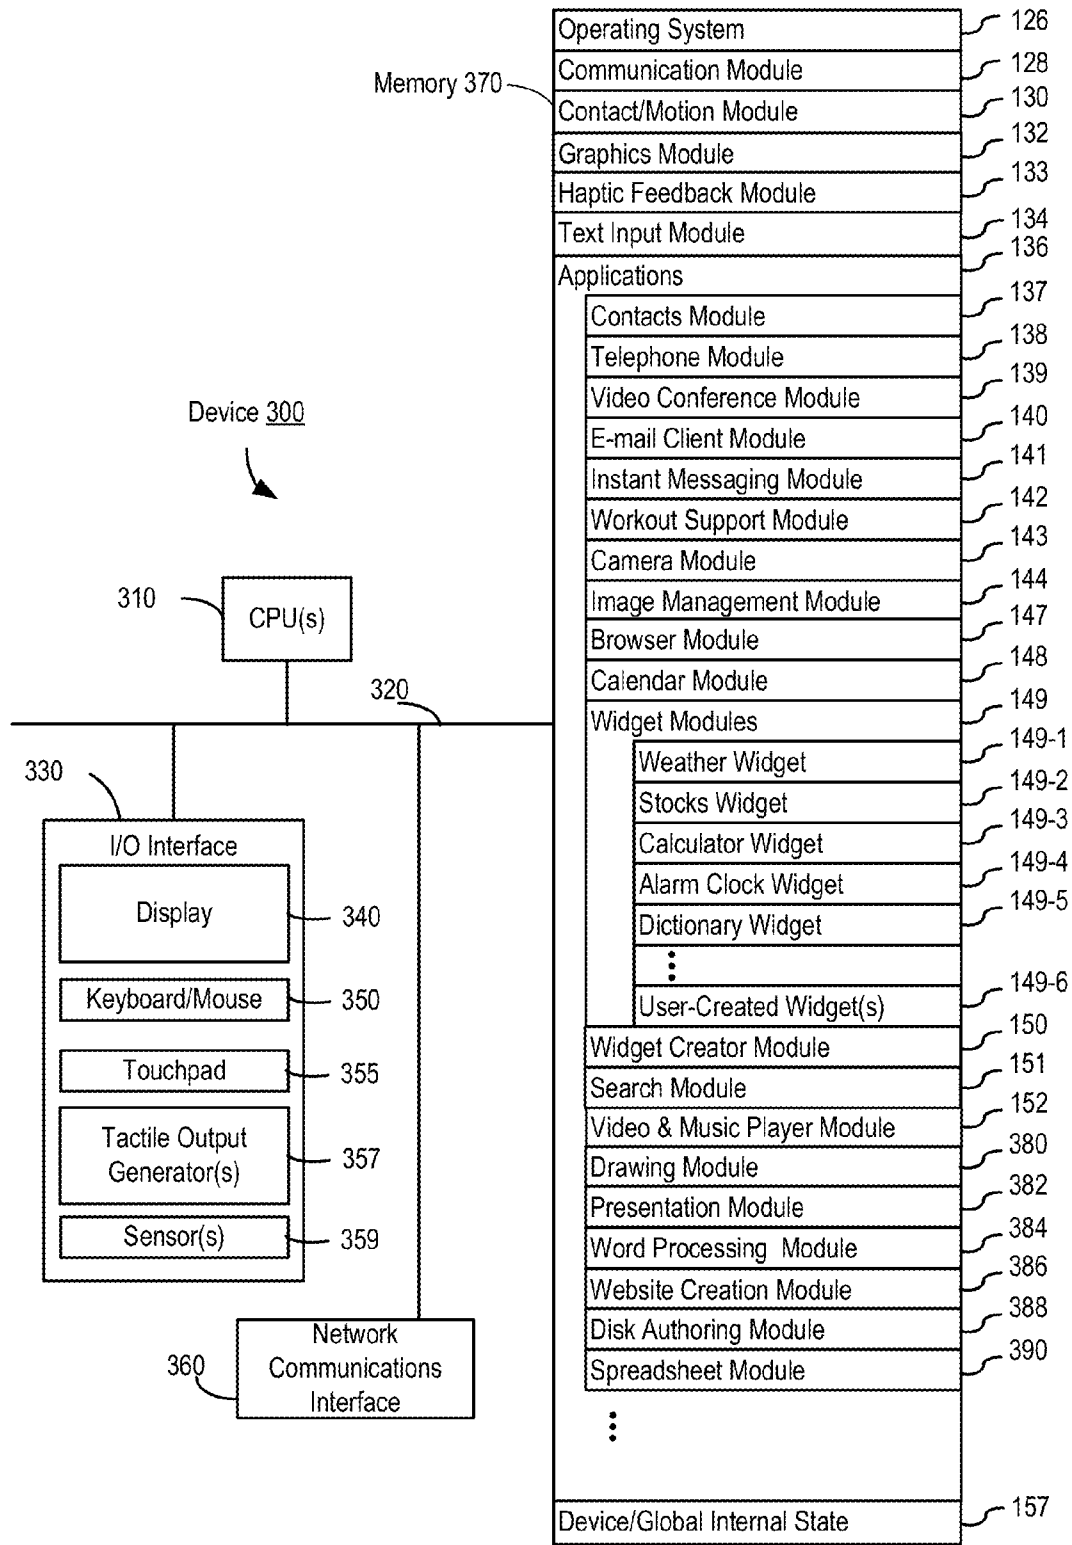 Operating System 126
Communication Module 128
Memory 370
Contact/Motion Module 130
Graphics Module 132
Haptic Feedback Module 133
Text Input Module 134
Applications 136
Contacts Module 137
Telephone Module 138
Video Conference Module 139
Device 300
E-mail Client Module 140
Instant Messaging Module 141
Workout Support Module 142
Camera Module 143
310
CPU(s)
Image Management Module 144
Browser Module 147
Calendar Module 148
320
Widget Modules 149
330
Weather Widget 149-1
Stocks Widget 149-2
I/O Interface
Calculator Widget 149-3
Alarm Clock Widget 149-4
Display 340
Dictionary Widget 149-5
Keyboard/Mouse 350
User-Created Widget(s) 149-6
Widget Creator Module 150
Touchpad 355
Search Module 151
Video & Music Player Module 152
Tactile Output
Generator(s) 357
Drawing Module 380
Presentation Module 382
Sensor(s) 359
Word Processing Module 384
Website Creation Module 386
Disk Authoring Module 388
Network
Communications
Interface
360
Spreadsheet Module 390
Device/Global Internal State 157